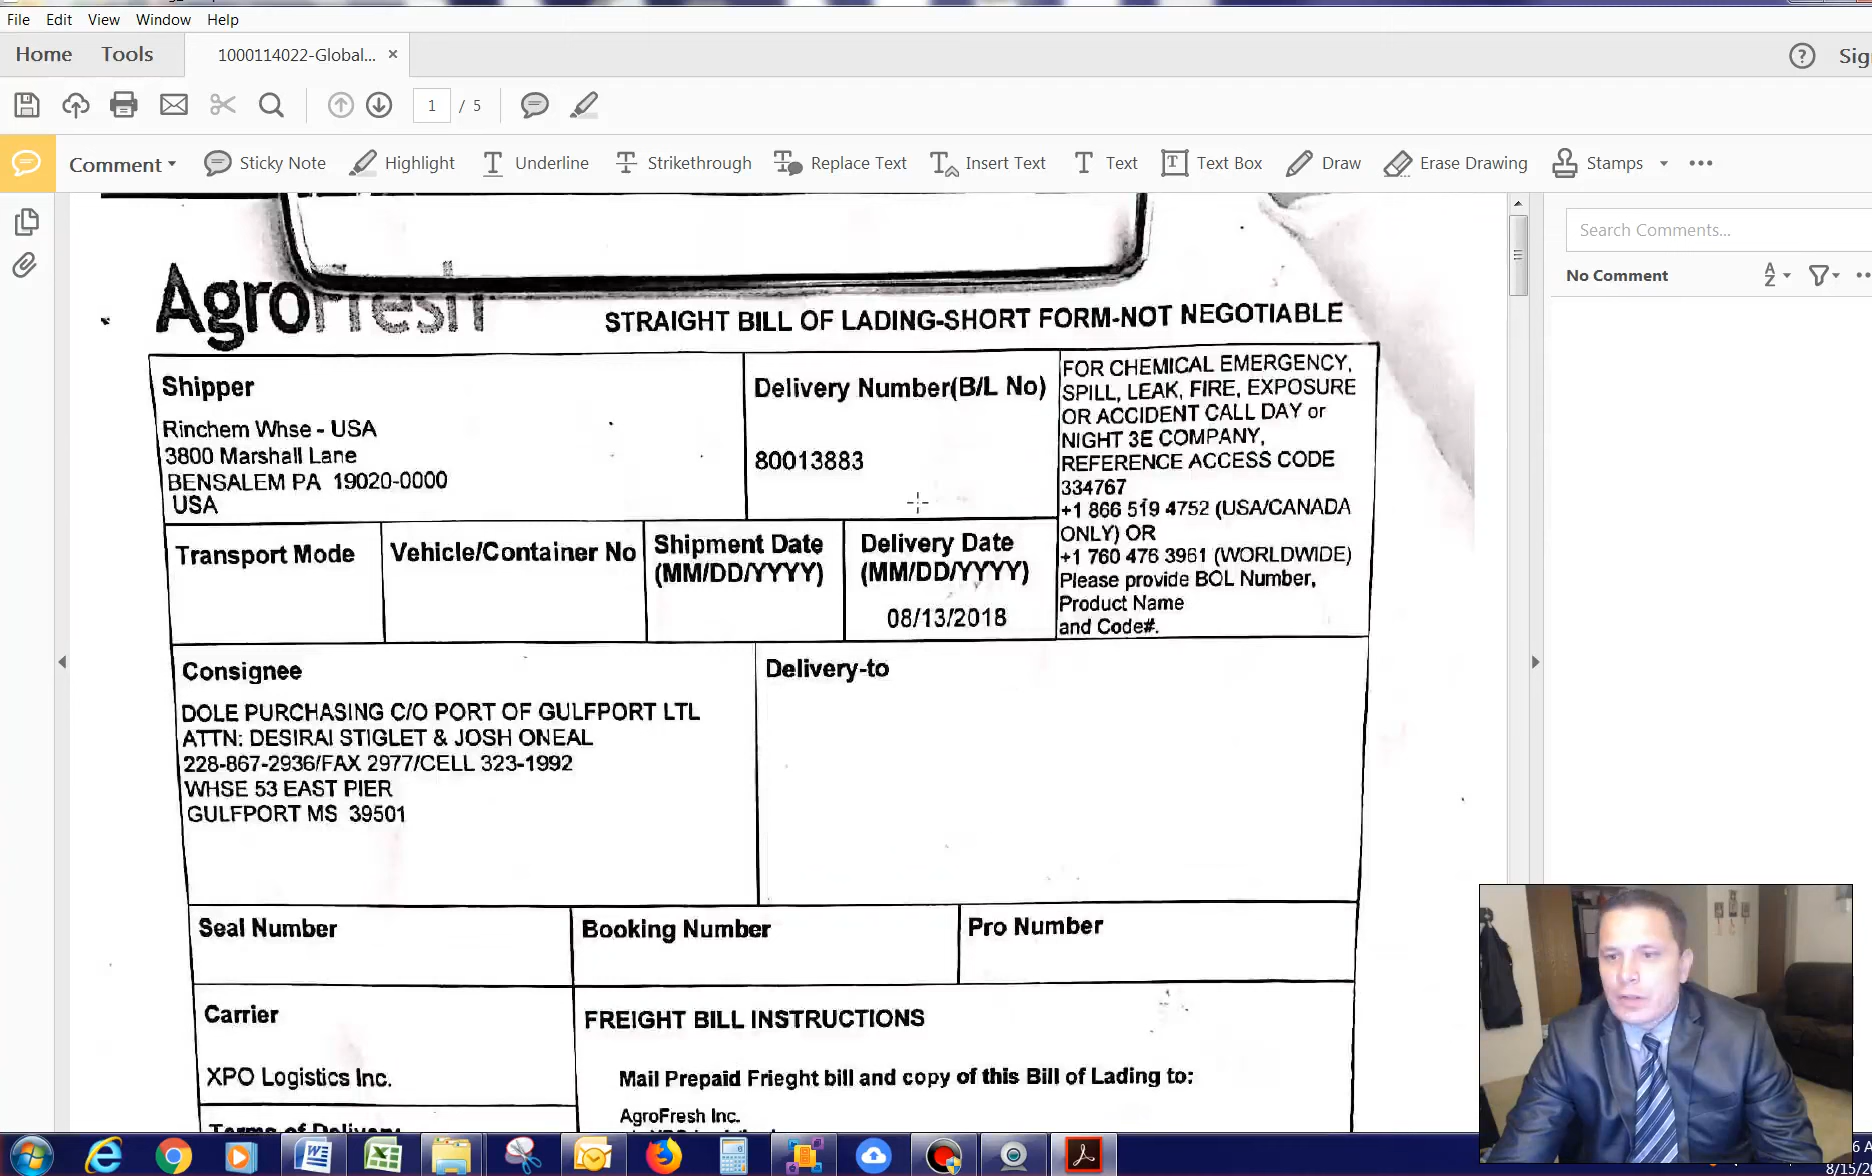 File Edit View Window Help
Home Tools 1000114022-Global... × ? Sig
1 / 5
Comment Sticky Note Highlight Underline Strikethrough Replace Text Insert Text Text Text Box Draw Erase Drawing Stamps
Search Comments...
No Comment
AgroFresh
STRAIGHT BILL OF LADING-SHORT FORM-NOT NEGOTIABLE
Shipper
Rinchem Whse - USA
3800 Marshall Lane
BENSALEM PA 19020-0000
USA
Delivery Number(B/L No)
80013883
FOR CHEMICAL EMERGENCY,
SPILL, LEAK, FIRE, EXPOSURE
OR ACCIDENT CALL DAY or
NIGHT 3E COMPANY,
REFERENCE ACCESS CODE
334767
+1 866 519 4752 (USA/CANADA
ONLY) OR
+1 760 476 3961 (WORLDWIDE)
Please provide BOL Number,
Product Name
and Code#.
Transport Mode
Vehicle/Container No
Shipment Date
(MM/DD/YYYY)
Delivery Date
(MM/DD/YYYY)
08/13/2018
Consignee
DOLE PURCHASING C/O PORT OF GULFPORT LTL
ATTN: DESIRAI STIGLET & JOSH ONEAL
228-867-2936/FAX 2977/CELL 323-1992
WHSE 53 EAST PIER
GULFPORT MS 39501
Delivery-to
Seal Number
Booking Number
Pro Number
Carrier
XPO Logistics Inc.
FREIGHT BILL INSTRUCTIONS
Mail Prepaid Frieght bill and copy of this Bill of Lading to:
AgroFresh Inc.
Terms of Delivery